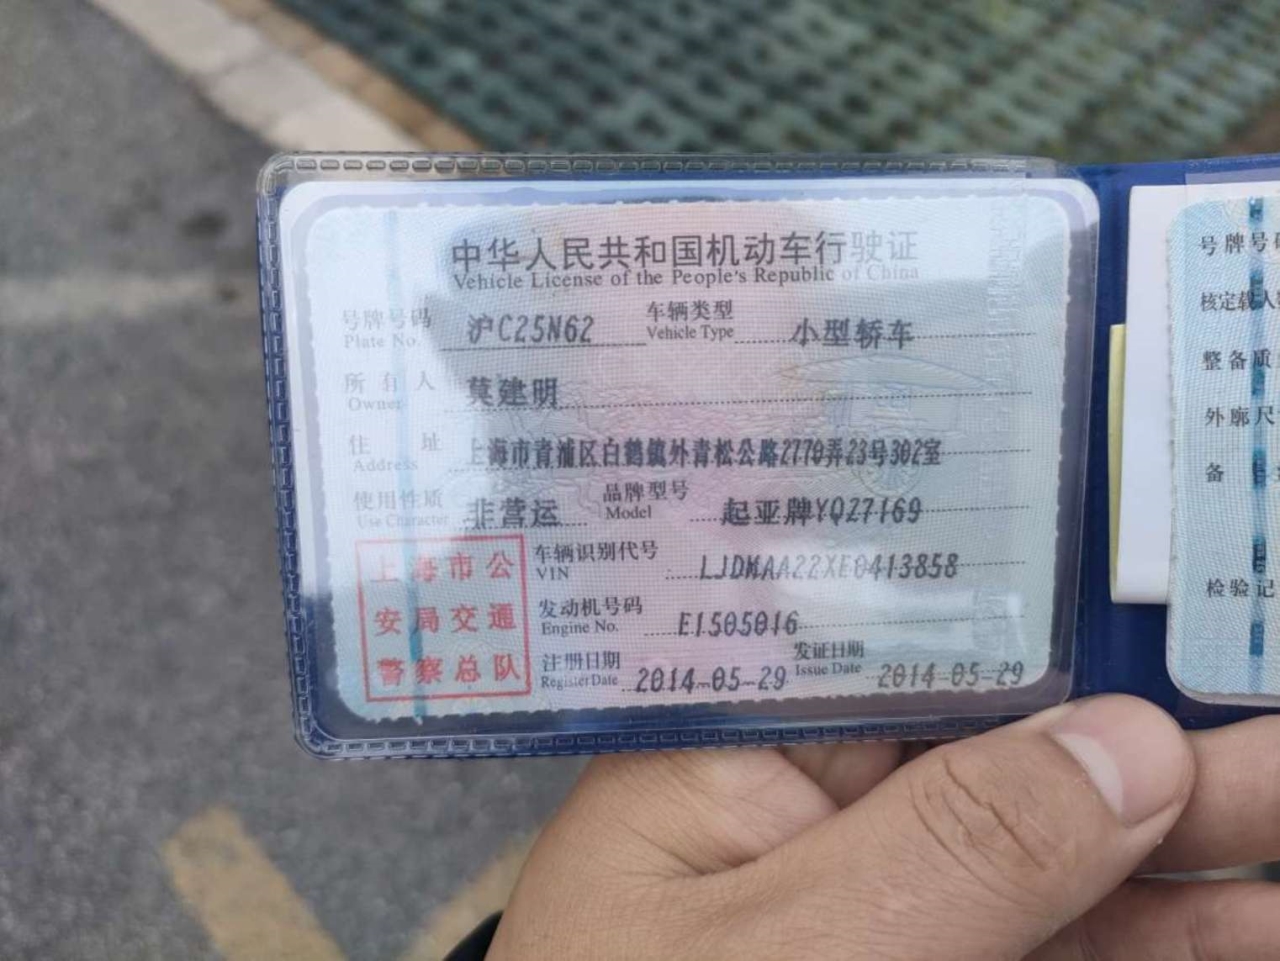 中华人民共和国机动车行驶证
Vehicle License of the People's Republic of China
号牌号码 沪C25N62 车辆类型 小型轿车
Plate No. Vehicle Type
所有人 莫建明
Owner
住址 上海市青浦区白鹤镇外青松公路2770弄23号302室
Address
使用性质 非营运 品牌型号 起亚牌YQZ7169
Use Character Model
上海市公
安局交通
警察总队
车辆识别代号 LJDMAA22XE0413858
VIN
发动机号码 E1505016
Engine No.
注册日期 2014-05-29 发证日期 2014-05-29
Register Date Issue Date
号牌号码
核定载人
整备质
外廓尺
备
检验记